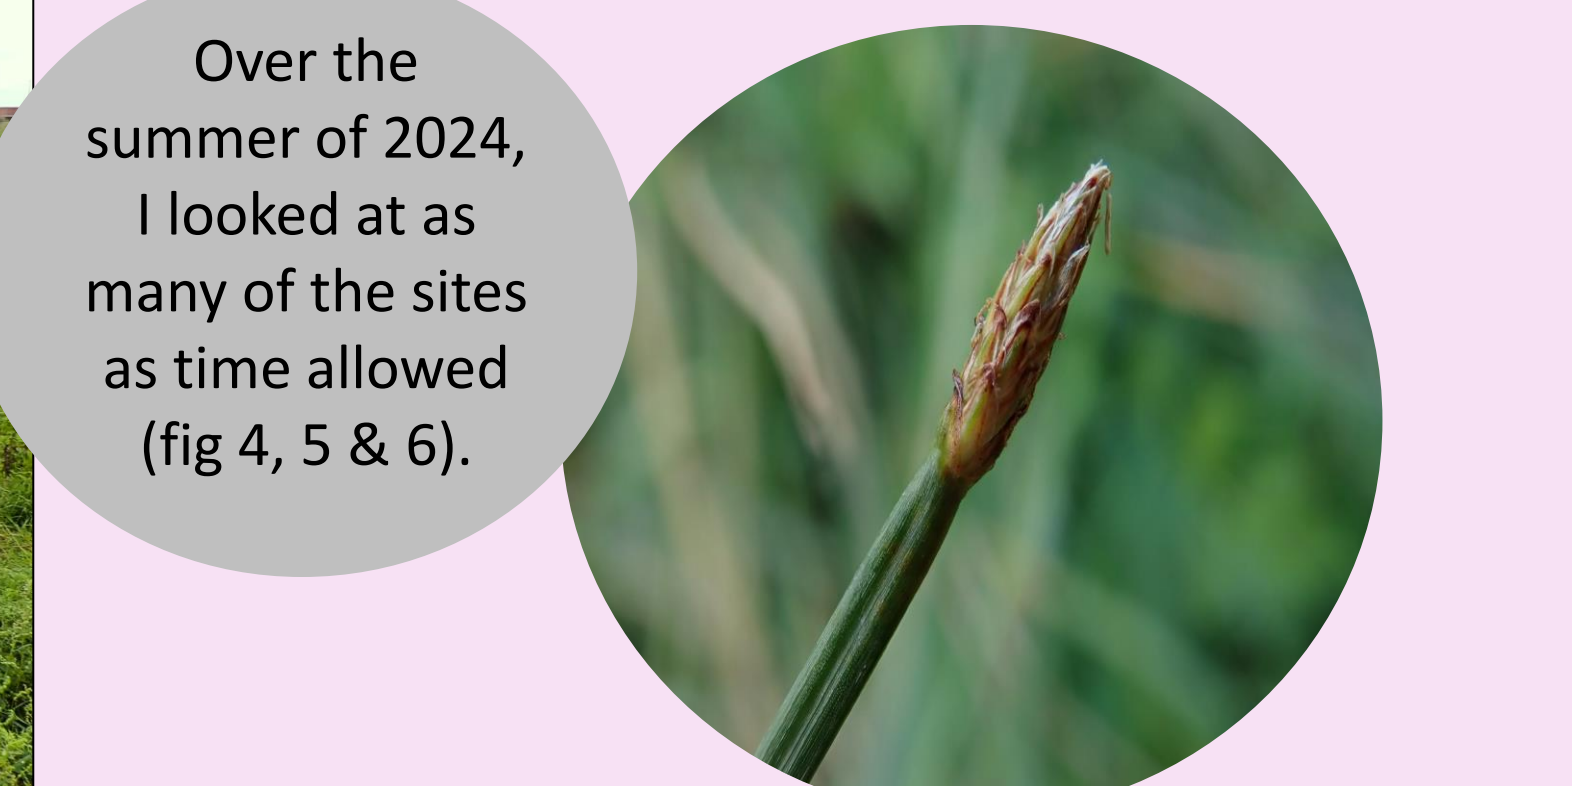 Over the
summer of 2024,
I looked at as
many of the sites
as time allowed
(fig 4, 5 & 6).